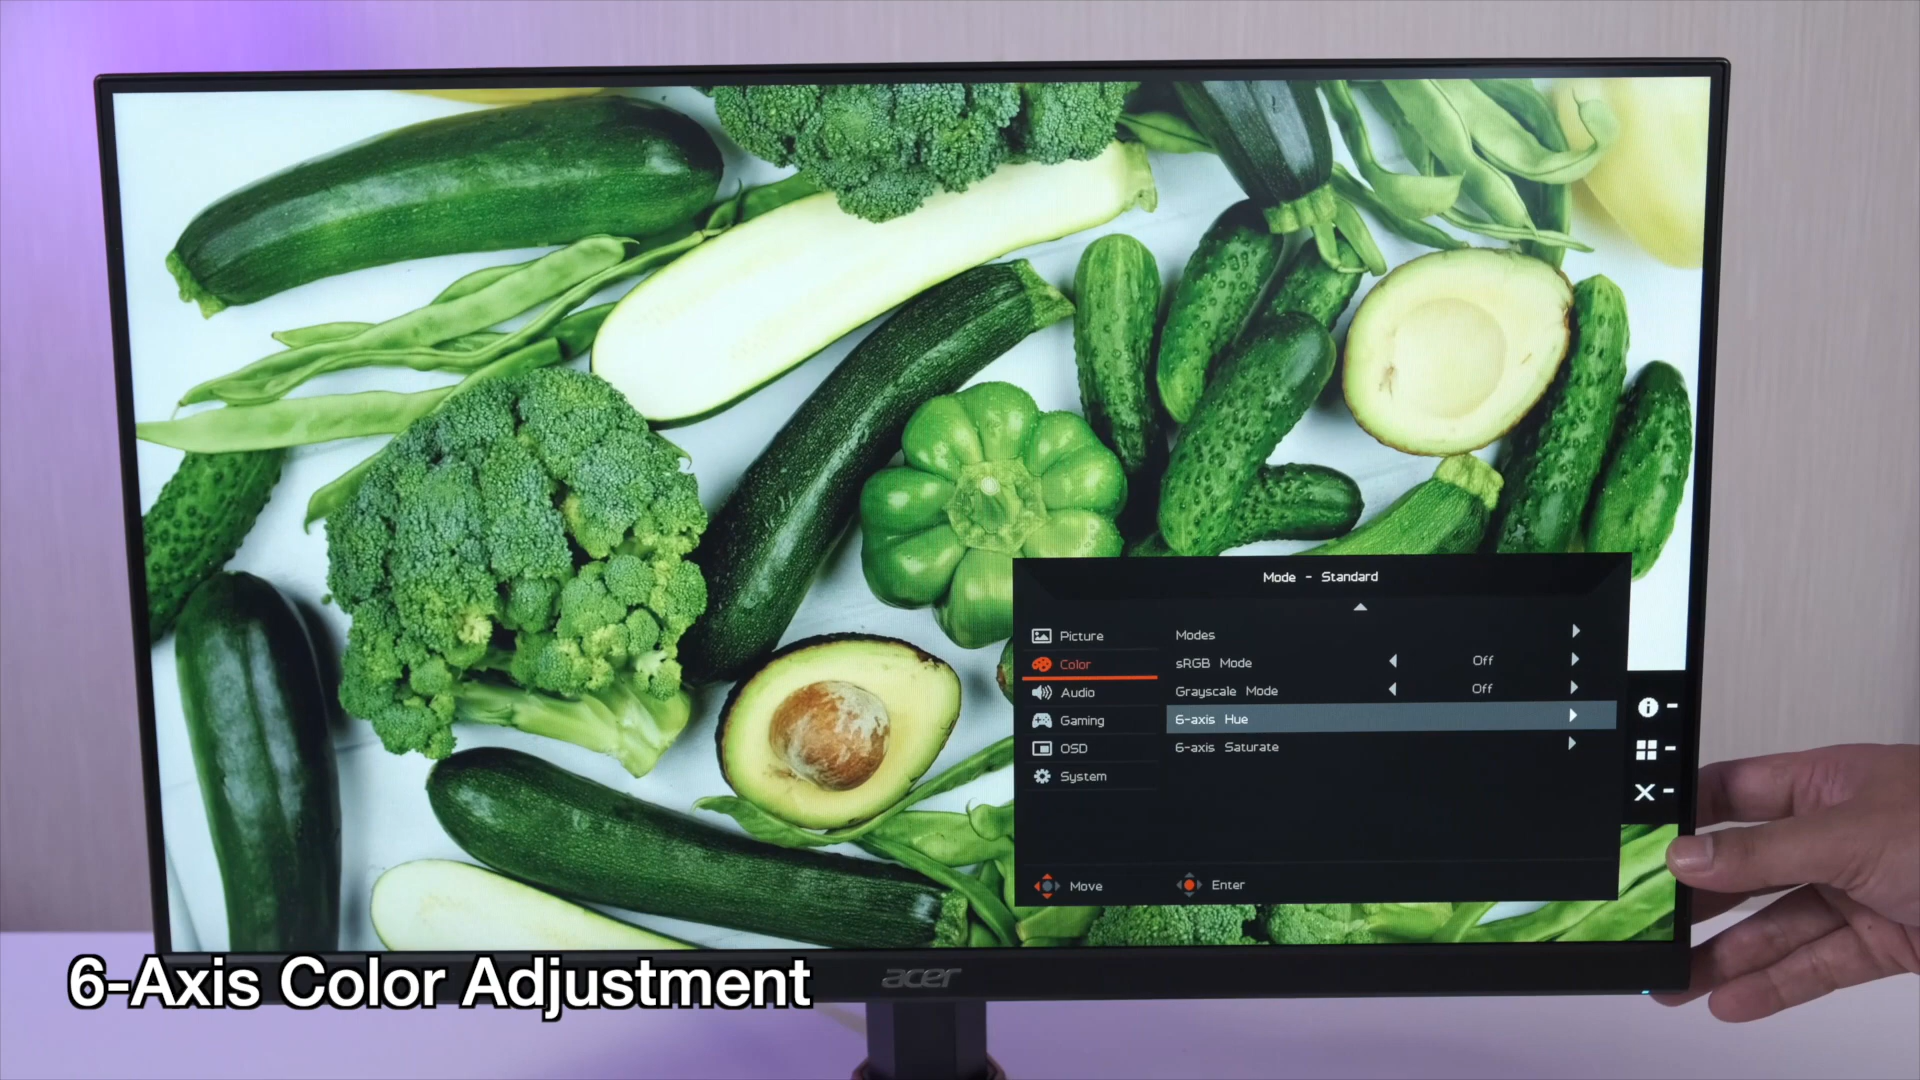 Mode - Standard
Picture
Color
Audio
Gaming
OSD
System
Modes
sRGB Mode Off
Grayscale Mode Off
6-axis Hue
6-axis Saturate
Move Enter
acer
6-Axis Color Adjustment